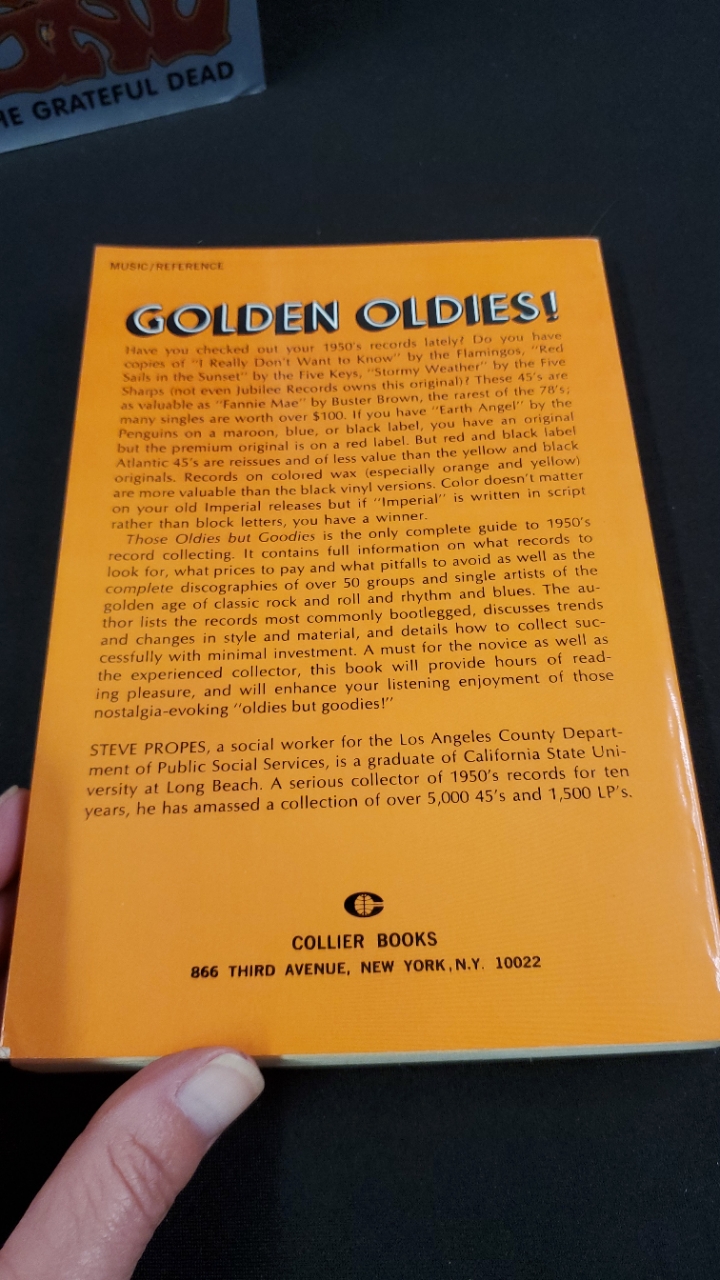 HE GRATEFUL DEAD
MUSIC/REFERENCE
GOLDEN OLDIES!
Have you checked out your 1950's records lately? Do you have
copies of "I Really Don't Want to Know" by the Flamingos, "Red
Sails in the Sunset" by the Five Keys, "Stormy Weather" by the Five
Sharps (not even Jubilee Records owns this original)? These 45's are
as valuable as "Fannie Mae" by Buster Brown, the rarest of the 78's;
many singles are worth over $100. If you have "Earth Angel" by the
Penguins on a maroon, blue, or black label, you have an original
but the premium original is on a red label. But red and black label
Atlantic 45's are reissues and of less value than the yellow and black
originals. Records on colored wax (especially orange and yellow)
are more valuable than the black vinyl versions. Color doesn't matter
on your old Imperial releases but if "Imperial" is written in script
rather than block letters, you have a winner.
Those Oldies but Goodies is the only complete guide to 1950's
record collecting. It contains full information on what records to
look for, what prices to pay and what pitfalls to avoid as well as the
complete discographies of over 50 groups and single artists of the
golden age of classic rock and roll and rhythm and blues. The au-
thor lists the records most commonly bootlegged, discusses trends
and changes in style and material, and details how to collect suc-
cessfully with minimal investment. A must for the novice as well as
the experienced collector, this book will provide hours of read-
ing pleasure, and will enhance your listening enjoyment of those
nostalgia-evoking "oldies but goodies!"
STEVE PROPES, a social worker for the Los Angeles County Depart-
ment of Public Social Services, is a graduate of California State Uni-
versity at Long Beach. A serious collector of 1950's records for ten
years, he has amassed a collection of over 5,000 45's and 1,500 LP's.
COLLIER BOOKS
866 THIRD AVENUE, NEW YORK, N.Y. 10022